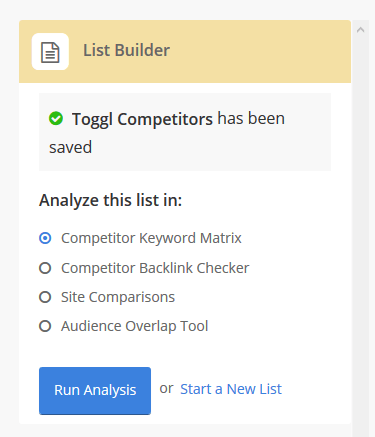 List Builder
Toggl Competitors has been
saved
Analyze this list in:
Competitor Keyword Matrix
Competitor Backlink Checker
Site Comparisons
Audience Overlap Tool
Run Analysis or Start a New List